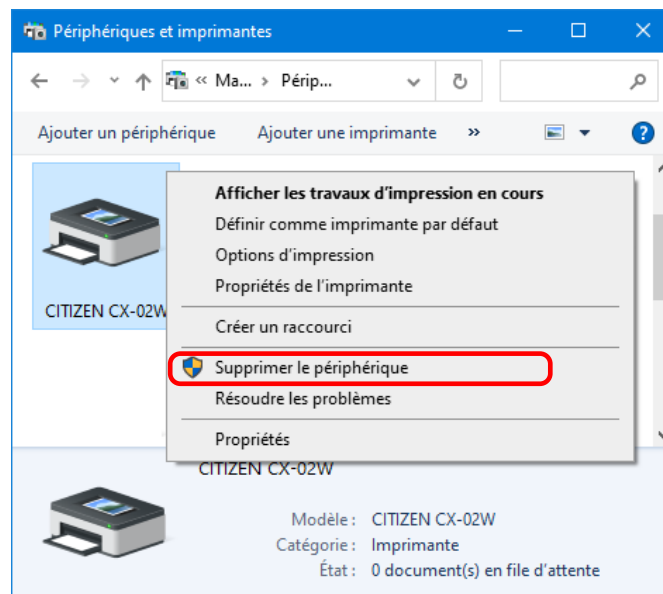 Périphériques et imprimantes
« Ma... › Périp...
Ajouter un périphérique Ajouter une imprimante »
Afficher les travaux d'impression en cours
Définir comme imprimante par défaut
Options d'impression
Propriétés de l'imprimante
CITIZEN CX-02W
Créer un raccourci
Supprimer le périphérique
Résoudre les problèmes
Propriétés
CITIZEN CX-02W
Modèle : CITIZEN CX-02W
Catégorie : Imprimante
État : 0 document(s) en file d'attente